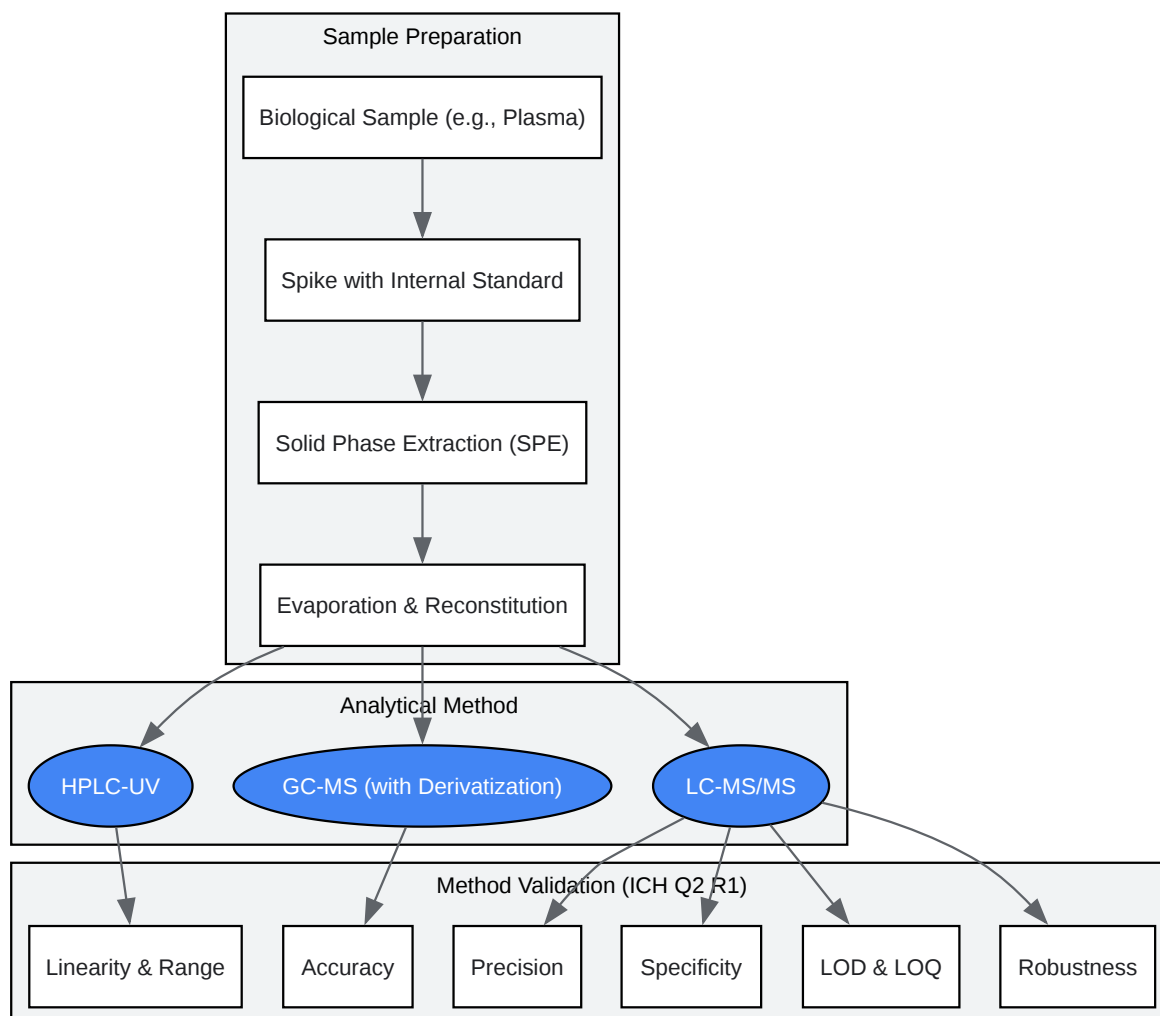 Sample Preparation
Biological Sample (e.g., Plasma)
Spike with Internal Standard
Solid Phase Extraction (SPE)
Evaporation & Reconstitution
Analytical Method
HPLC-UV
GC-MS (with Derivatization)
LC-MS/MS
Method Validation (ICH Q2 R1)
Linearity & Range
Accuracy
Precision
Specificity
LOD & LOQ
Robustness